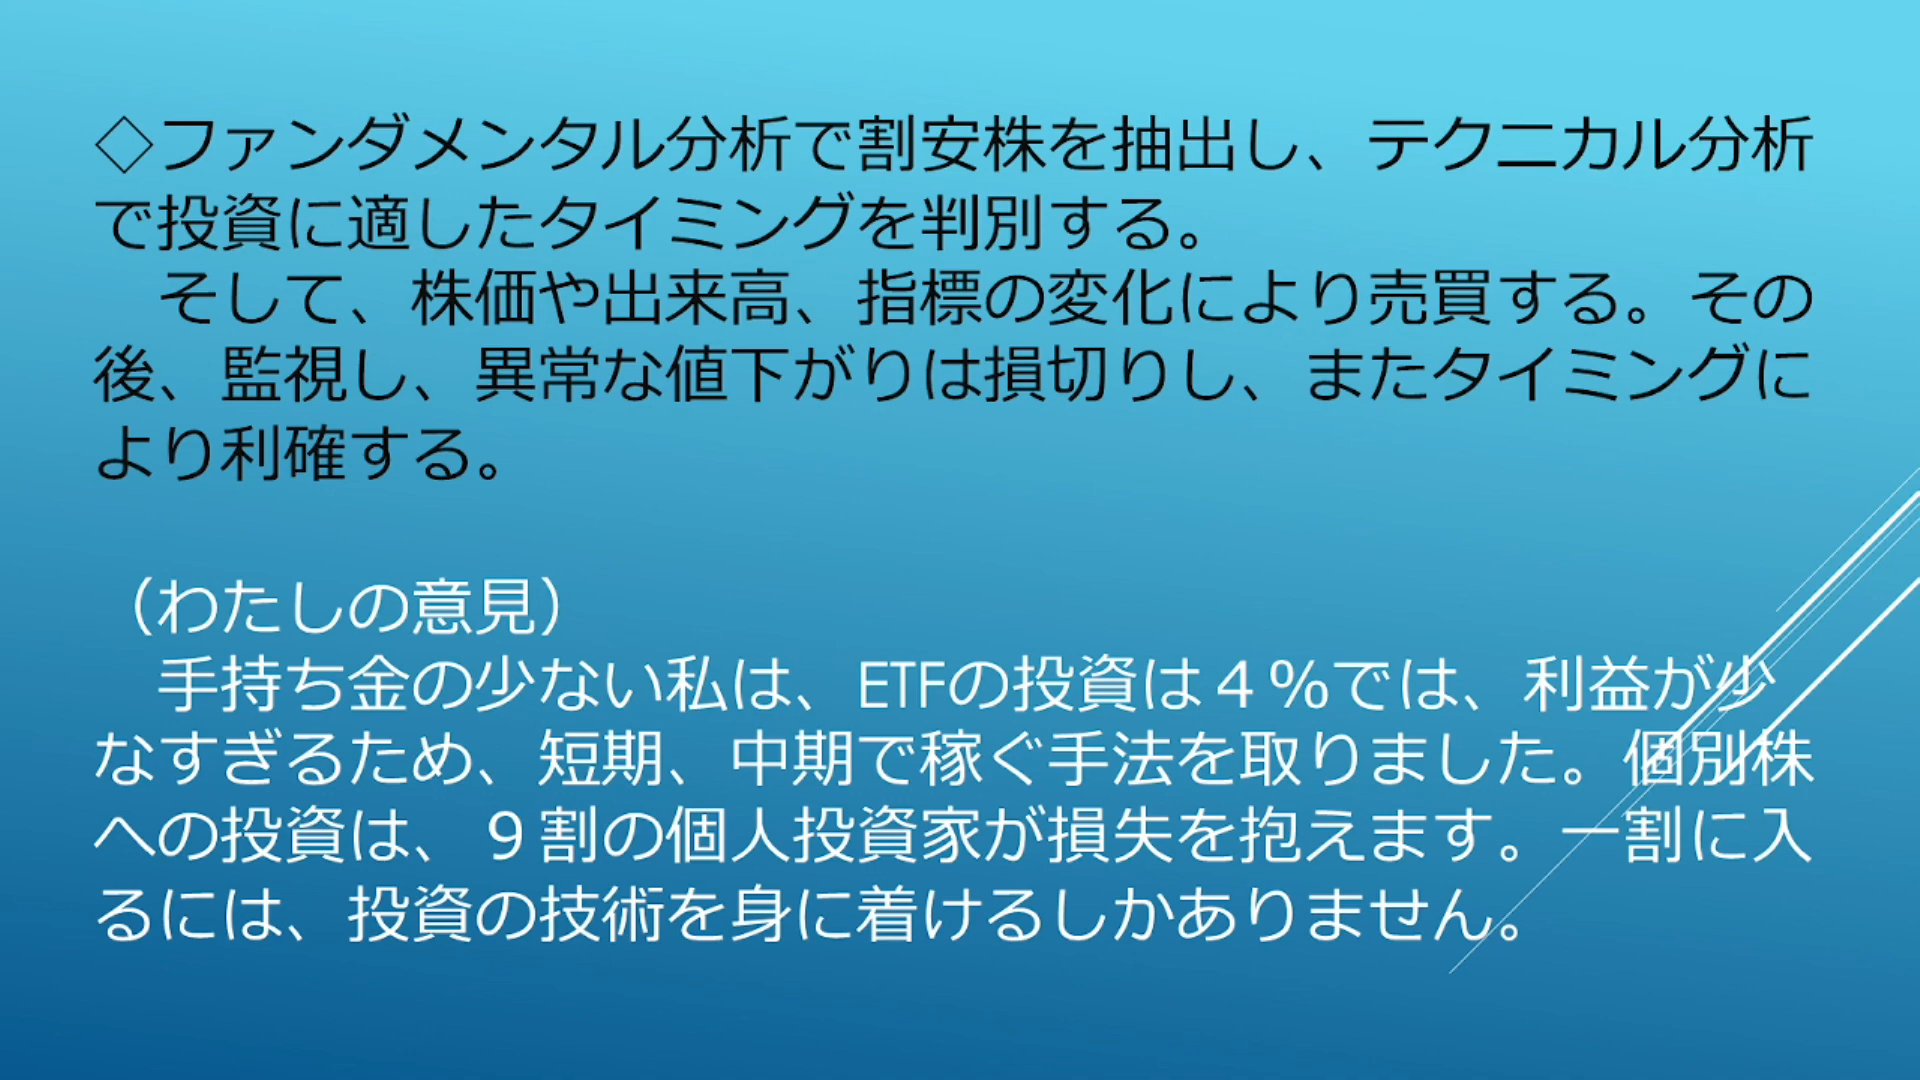 ◇ファンダメンタル分析で割安株を抽出し、テクニカル分析
で投資に適したタイミングを判別する。
　そして、株価や出来高、指標の変化により売買する。その
後、監視し、異常な値下がりは損切りし、またタイミングに
より利確する。
（わたしの意見）
　手持ち金の少ない私は、ETFの投資は４％では、利益が少
なすぎるため、短期、中期で稼ぐ手法を取りました。個別株
への投資は、９割の個人投資家が損失を抱えます。一割に入
るには、投資の技術を身に着けるしかありません。